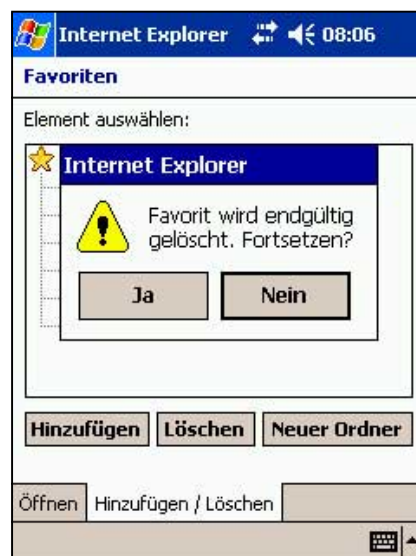 Internet Explorer 08:06
Favoriten
Element auswählen:
Internet Explorer
Favorit wird endgültig
gelöscht. Fortsetzen?
Ja Nein
Hinzufügen Löschen Neuer Ordner
Öffnen Hinzufügen / Löschen